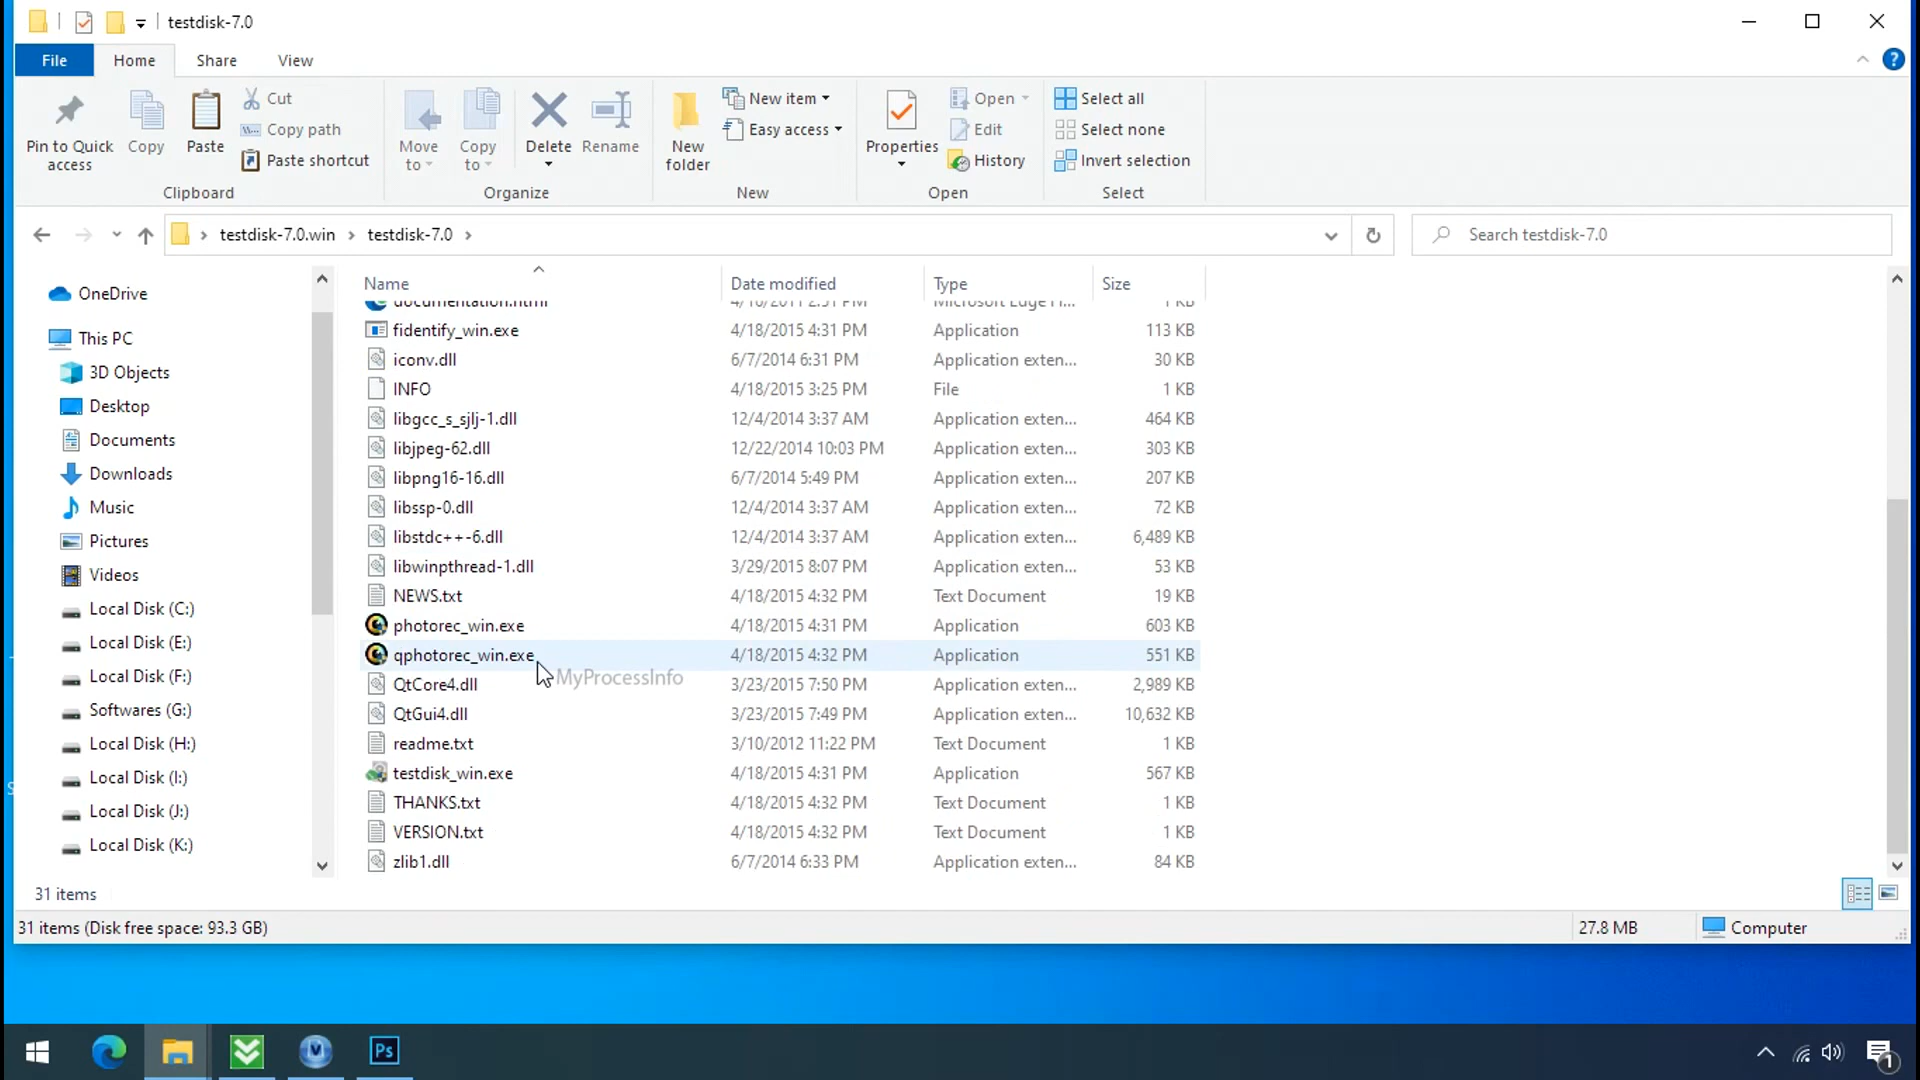 testdisk-7.0
File Home Share View
Pin to Quick access
Copy
Paste
Cut
Copy path
Paste shortcut
Clipboard
Move to
Copy to
Delete
Rename
Organize
New folder
New item
Easy access
New
Properties
Open
Edit
History
Open
Select all
Select none
Invert selection
Select
testdisk-7.0.win testdisk-7.0
Search testdisk-7.0
OneDrive
This PC
3D Objects
Desktop
Documents
Downloads
Music
Pictures
Videos
Local Disk (C:)
Local Disk (E:)
Local Disk (F:)
Softwares (G:)
Local Disk (H:)
Local Disk (I:)
Local Disk (J:)
Local Disk (K:)
Name Date modified Type Size
documentation.html
fidentify_win.exe 4/18/2015 4:31 PM Application 113 KB
iconv.dll 6/7/2014 6:31 PM Application exten... 30 KB
INFO 4/18/2015 3:25 PM File 1 KB
libgcc_s_sjlj-1.dll 12/4/2014 3:37 AM Application exten... 464 KB
libjpeg-62.dll 12/22/2014 10:03 PM Application exten... 303 KB
libpng16-16.dll 6/7/2014 5:49 PM Application exten... 207 KB
libssp-0.dll 12/4/2014 3:37 AM Application exten... 72 KB
libstdc++-6.dll 12/4/2014 3:37 AM Application exten... 6,489 KB
libwinpthread-1.dll 3/29/2015 8:07 PM Application exten... 53 KB
NEWS.txt 4/18/2015 4:32 PM Text Document 19 KB
photorec_win.exe 4/18/2015 4:31 PM Application 603 KB
qphotorec_win.exe 4/18/2015 4:32 PM Application 551 KB
MyProcessInfo
QtCore4.dll 3/23/2015 7:50 PM Application exten... 2,989 KB
QtGui4.dll 3/23/2015 7:49 PM Application exten... 10,632 KB
readme.txt 3/10/2012 11:22 PM Text Document 1 KB
testdisk_win.exe 4/18/2015 4:31 PM Application 567 KB
THANKS.txt 4/18/2015 4:32 PM Text Document 1 KB
VERSION.txt 4/18/2015 4:32 PM Text Document 1 KB
zlib1.dll 6/7/2014 6:33 PM Application exten... 84 KB
31 items
31 items (Disk free space: 93.3 GB) 27.8 MB Computer
Ps
1